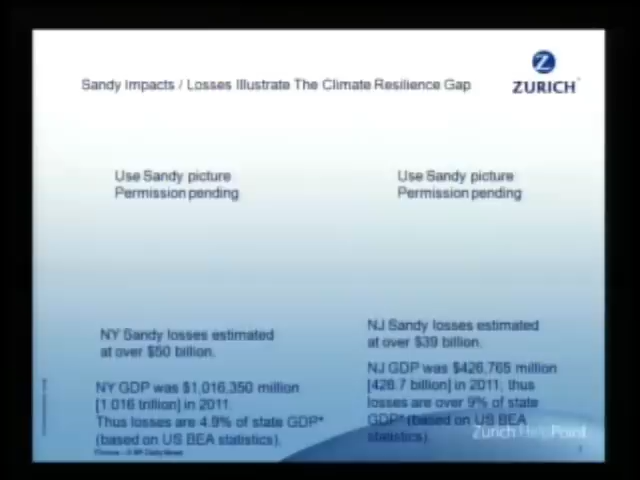 Sandy Impacts / Losses Illustrate The Climate Resilience Gap
ZURICH
Use Sandy picture
Permission pending
Use Sandy picture
Permission pending
NY Sandy losses estimated
at over $50 billion.
NY GDP was $1,016,350 million
[1.016 trillion] in 2011.
Thus losses are 4.9% of state GDP*
(based on US BEA statistics).
NJ Sandy losses estimated
at over $39 billion.
NJ GDP was $426,765 million
[426.7 billion] in 2011, thus
losses are over 9% of state
GDP* (based on US BEA
statistics).
Zurich HelpPoint